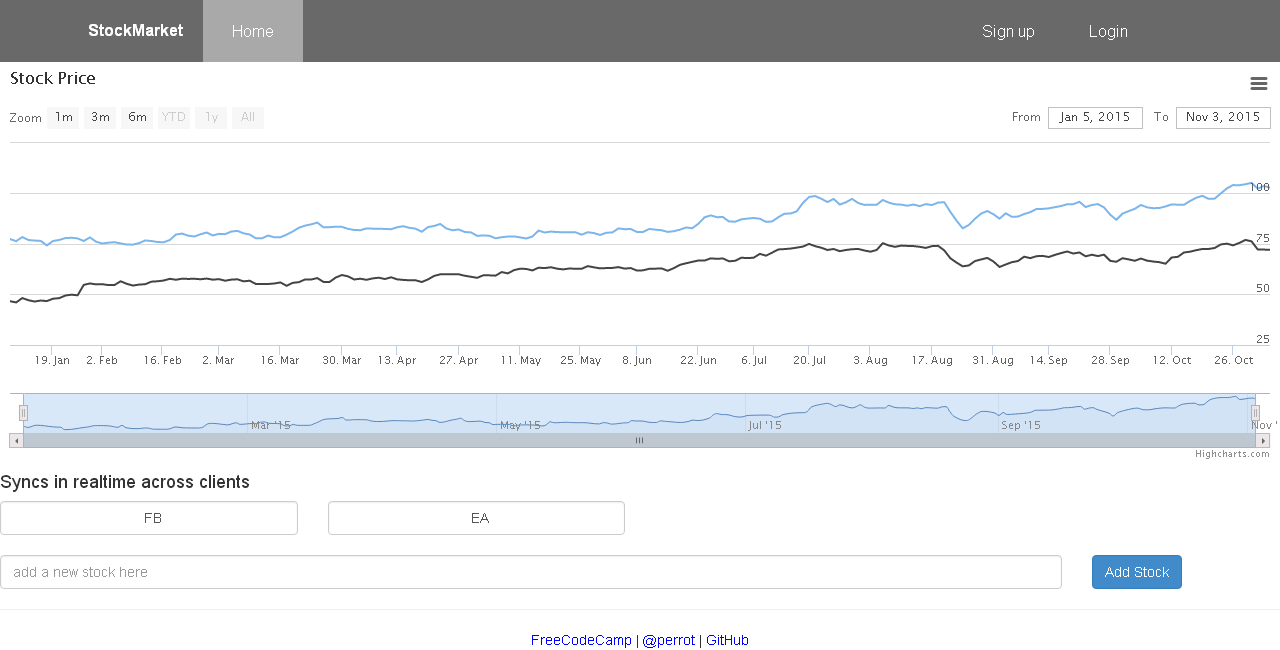 StockMarket Home Sign up Login
Stock Price
Zoom 1m 3m 6m YTD 1y All From Jan 5, 2015 To Nov 3, 2015
100
75
50
25
19. Jan 2. Feb 16. Feb 2. Mar 16. Mar 30. Mar 13. Apr 27. Apr 11. May 25. May 8. Jun 22. Jun 6. Jul 20. Jul 3. Aug 17. Aug 31. Aug 14. Sep 28. Sep 12. Oct 26. Oct
Mar '15 May '15 Jul '15 Sep '15 Nov '
Highcharts.com
Syncs in realtime across clients
FB EA
add a new stock here Add Stock
FreeCodeCamp | @perrot | GitHub